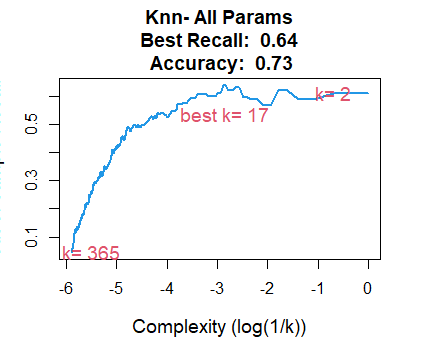 Knn- All Params
Best Recall: 0.64
Accuracy: 0.73
0.5
0.3
0.1
k= 2
best k= 17
k= 365
-6 -5 -4 -3 -2 -1 0
Complexity (log(1/k))